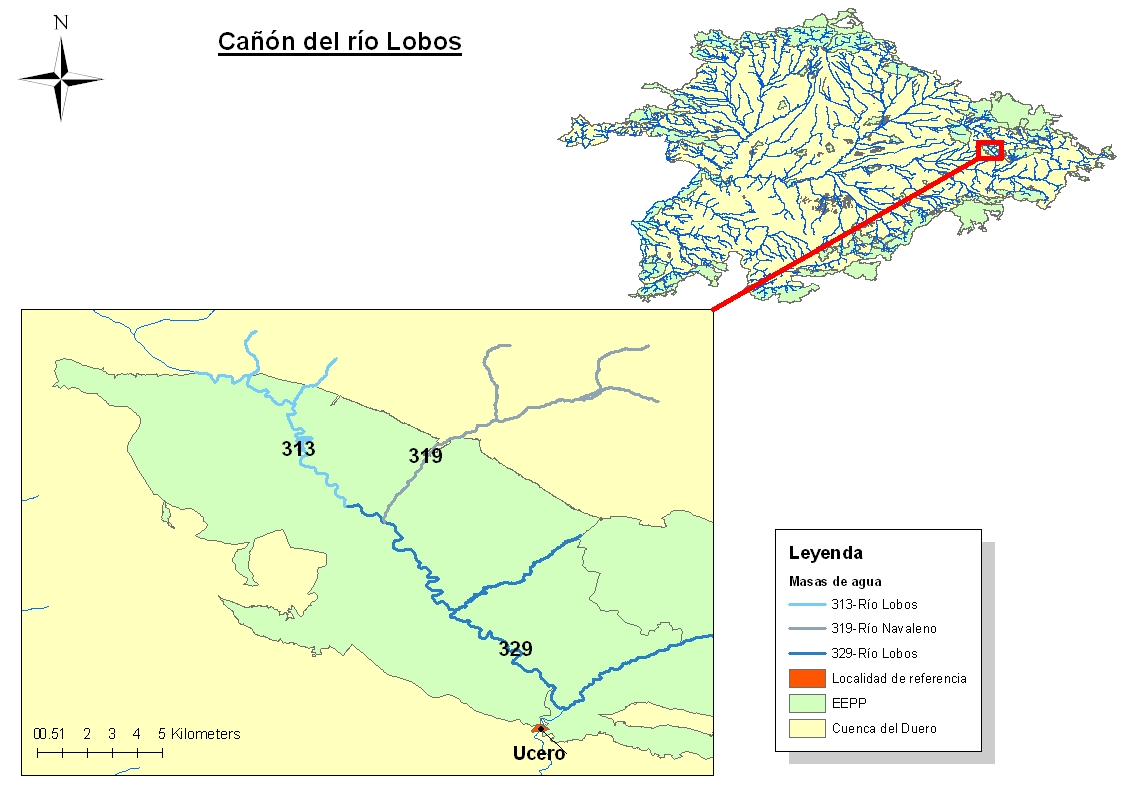 N
Cañón del río Lobos
313
319
329
Ucero
00.51 2 3 4 5 Kilometers
Leyenda
Masas de agua
313-Río Lobos
319-Río Navaleno
329-Río Lobos
Localidad de referencia
EEPP
Cuenca del Duero